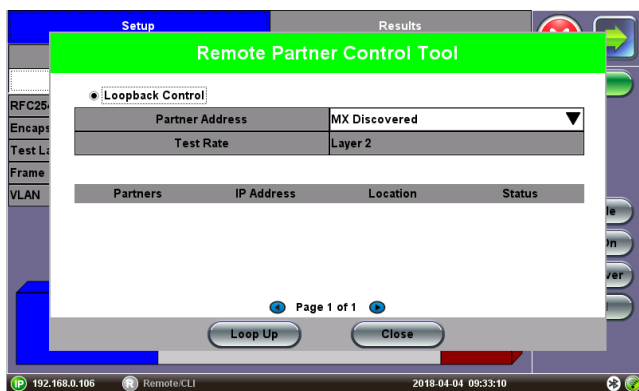 Setup Results
Remote Partner Control Tool
Loopback Control
Partner Address MX Discovered
Test Rate Layer 2
Partners IP Address Location Status
Page 1 of 1
Loop Up Close
RFC25
Encaps
Test La
Frame
VLAN
le
On
ver
192.168.0.106 Remote/CLI 2018-04-04 09:33:10
IP
R